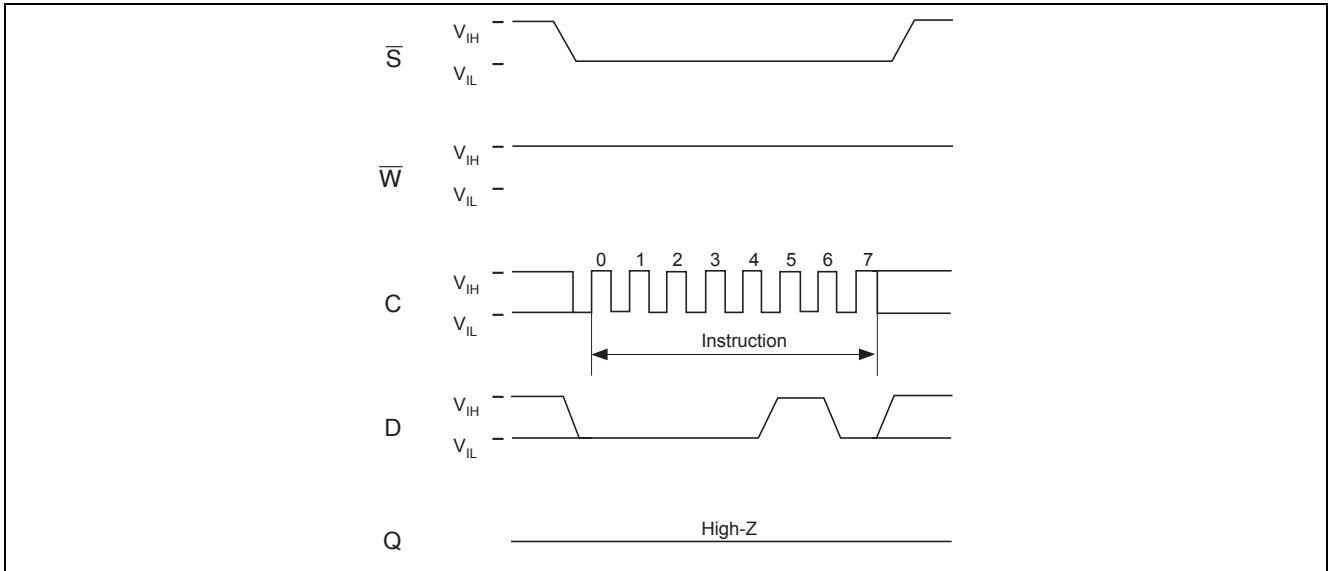 S̅
V_IH
V_IL
W̅
V_IH
V_IL
0 1 2 3 4 5 6 7
C
V_IH
V_IL
Instruction
D
V_IH
V_IL
Q
High-Z